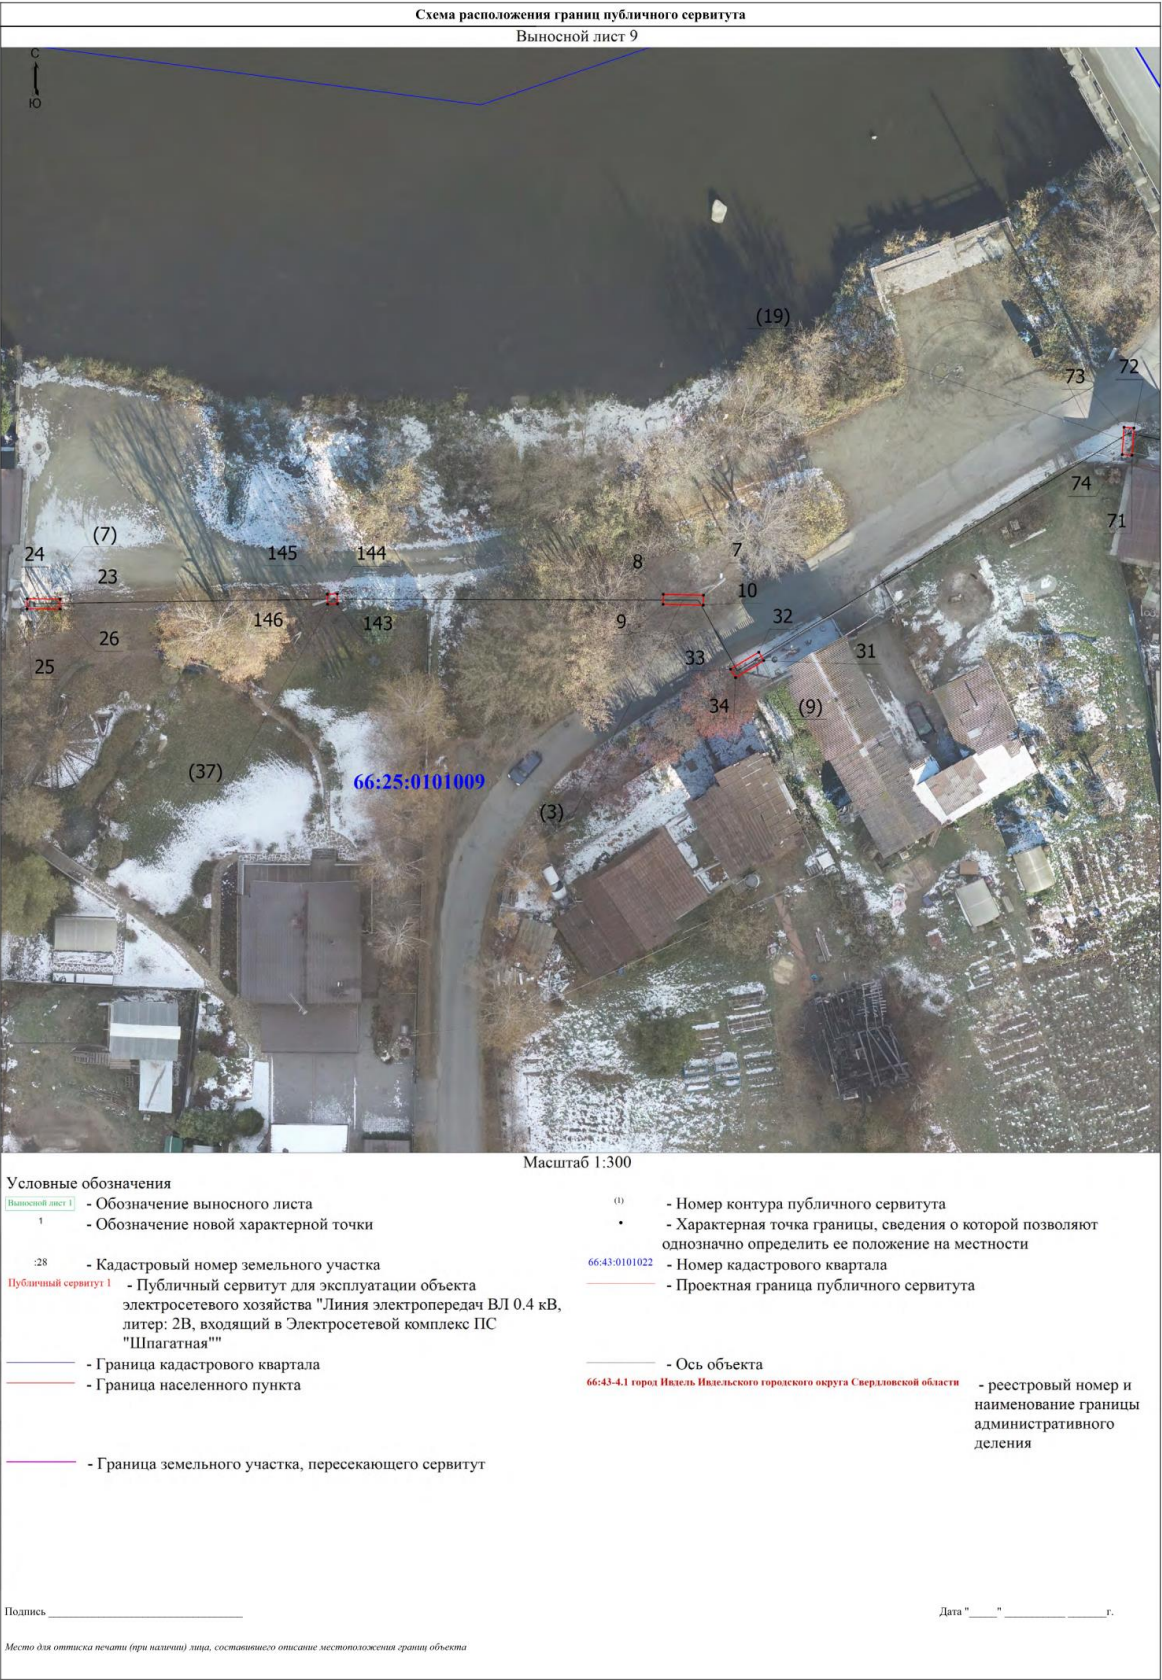 Схема расположения границ публичного сервитута
Выносной лист 9
С
Ю
(19)
72
73
74
71
(7)
24
23
145
144
8
7
10
146
143
9
32
26
25
33
31
34
(9)
(37)
66:25:0101009
(3)
Масштаб 1:300
Условные обозначения
Выносной лист 1 - Обозначение выносного листа
1 - Обозначение новой характерной точки
:28 - Кадастровый номер земельного участка
Публичный сервитут 1 - Публичный сервитут для эксплуатации объекта
электросетевого хозяйства "Линия электропередач ВЛ 0.4 кВ,
литер: 2В, входящий в Электросетевой комплекс ПС
"Шпагатная""
- Граница кадастрового квартала
- Граница населенного пункта
- Граница земельного участка, пересекающего сервитут
(1) - Номер контура публичного сервитута
- Характерная точка границы, сведения о которой позволяют
однозначно определить ее положение на местности
66:43:0101022 - Номер кадастрового квартала
- Проектная граница публичного сервитута
- Ось объекта
66:43-4.1 город Ивдель Ивдельского городского округа Свердловской области - реестровый номер и
наименование границы
административного
деления
Подпись ___________________________________
Дата "_____" ___________ _______г.
Место для оттиска печати (при наличии) лица, составившего описание местоположения границ объекта